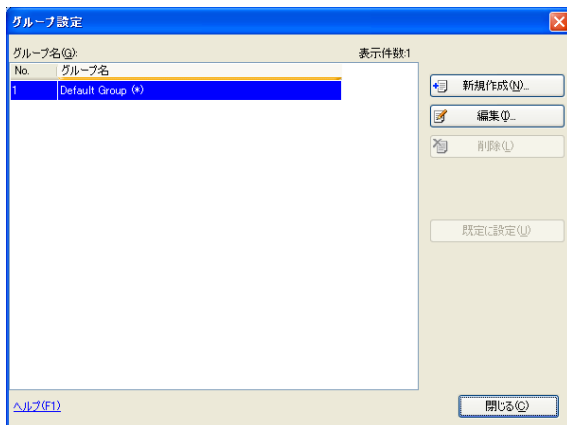 グループ設定
グループ名(G):
表示件数:1
No. グループ名
1 Default Group (*)
新規作成(N)...
編集(I)...
削除(L)
既定に設定(U)
ヘルプ(F1)
閉じる(C)